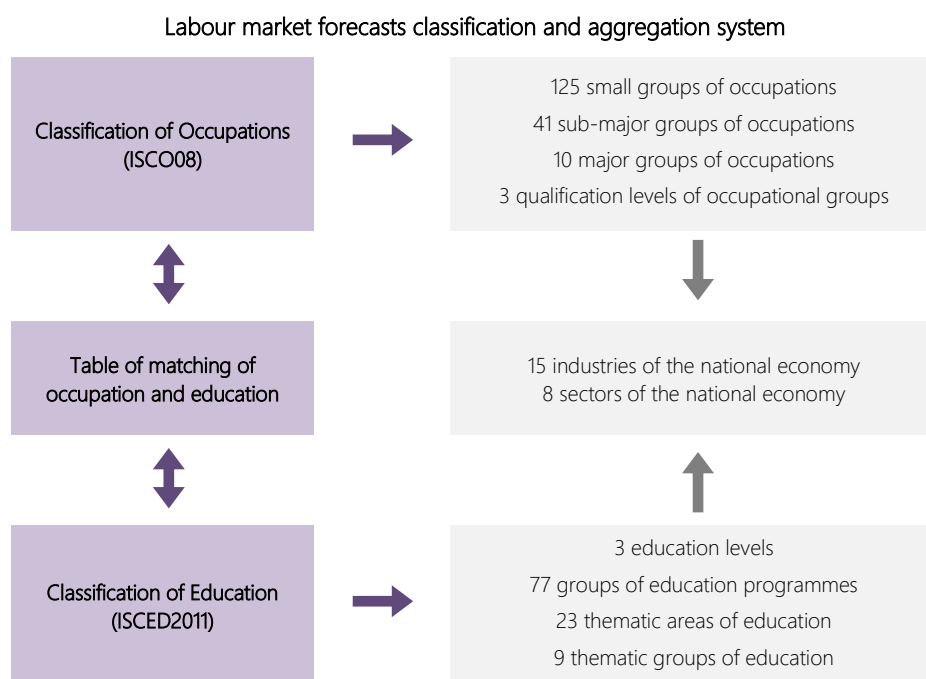 Labour market forecasts classification and aggregation system
Classification of Occupations
(ISCO08)
125 small groups of occupations
41 sub-major groups of occupations
10 major groups of occupations
3 qualification levels of occupational groups
Table of matching of
occupation and education
15 industries of the national economy
8 sectors of the national economy
Classification of Education
(ISCED2011)
3 education levels
77 groups of education programmes
23 thematic areas of education
9 thematic groups of education